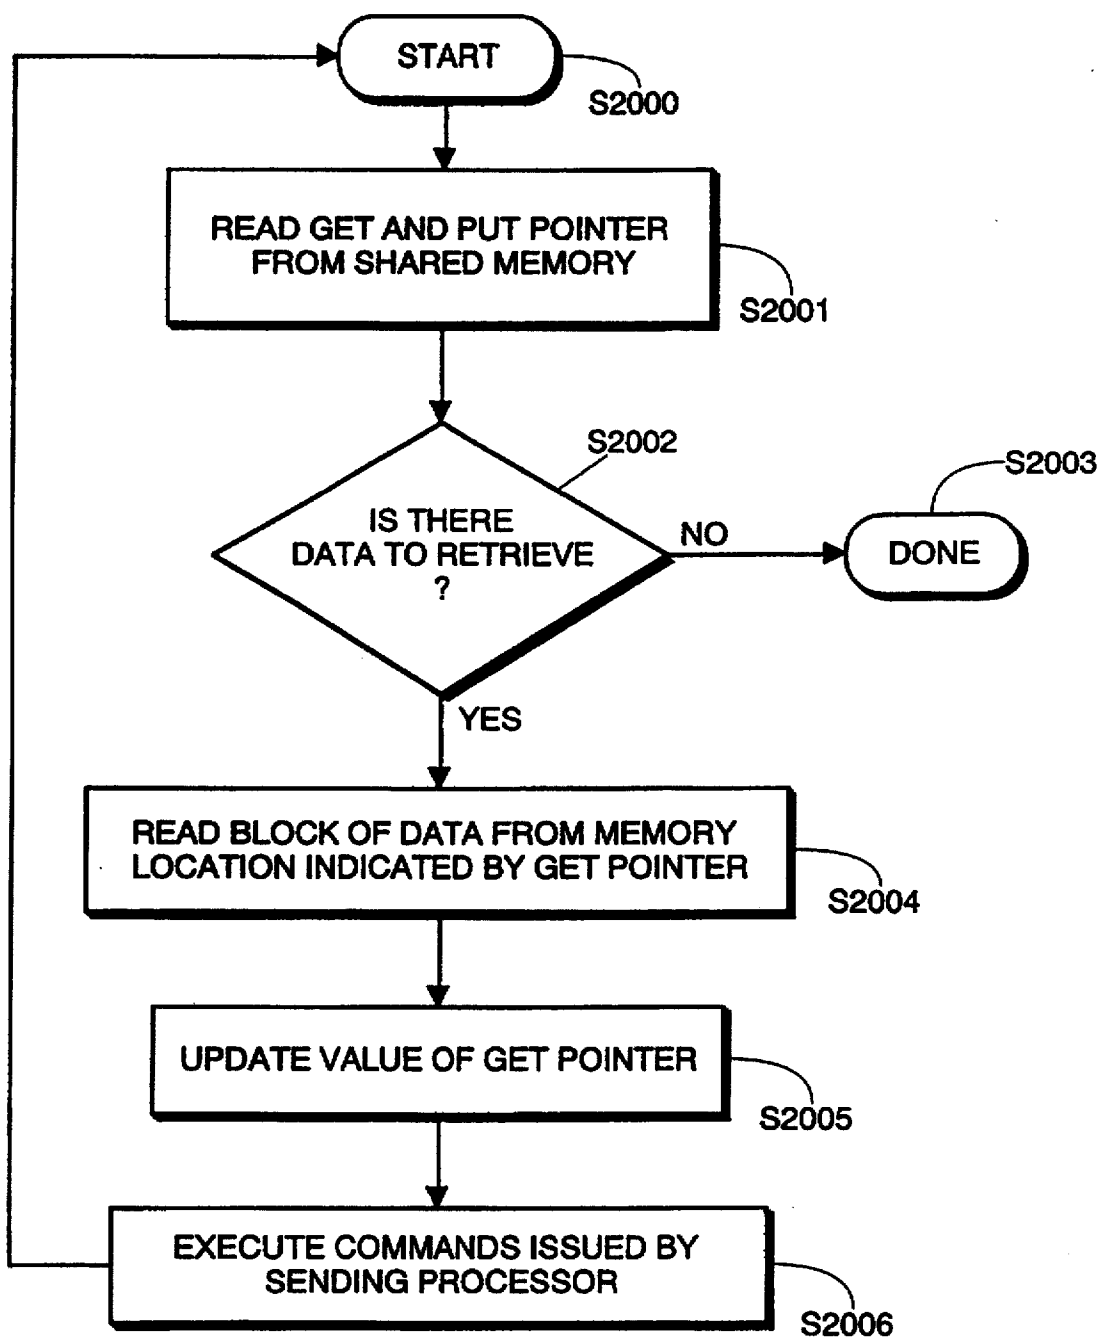 START
S2000
READ GET AND PUT POINTER
FROM SHARED MEMORY
S2001
S2002
S2003
IS THERE
DATA TO RETRIEVE
?
NO
DONE
YES
READ BLOCK OF DATA FROM MEMORY
LOCATION INDICATED BY GET POINTER
S2004
UPDATE VALUE OF GET POINTER
S2005
EXECUTE COMMANDS ISSUED BY
SENDING PROCESSOR
S2006